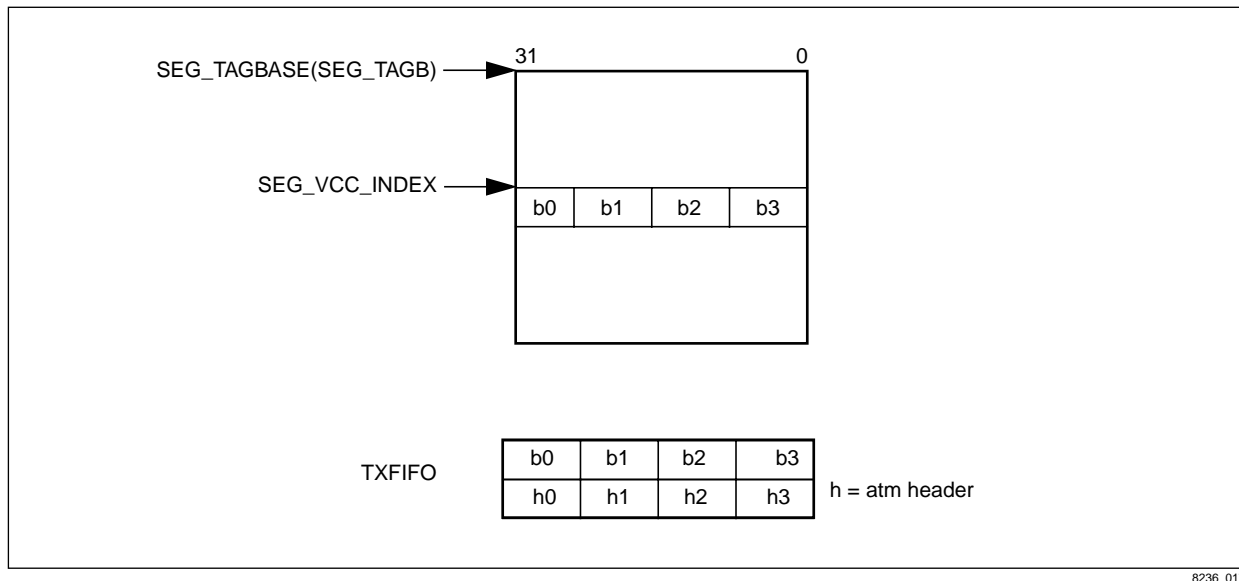 31 0
SEG_TAGBASE(SEG_TAGB)
SEG_VCC_INDEX
b0 b1 b2 b3
TXFIFO
b0 b1 b2 b3
h0 h1 h2 h3
h = atm header